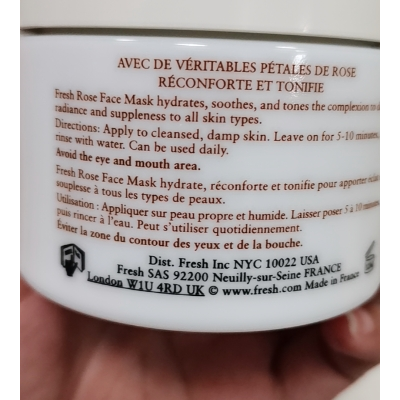 AVEC DE VÉRITABLES PÉTALES DE ROSE
RÉCONFORTE ET TONIFIE
Fresh Rose Face Mask hydrates, soothes, and tones the complexion to
radiance and suppleness to all skin types.
Directions: Apply to cleansed, damp skin. Leave on for 5-10 minutes,
rinse with water. Can be used daily.
Avoid the eye and mouth area.
Fresh Rose Face Mask hydrate, réconforte et tonifie pour apporter
souplesse à tous les types de peaux.
Utilisation : Appliquer sur peau propre et humide. Laisser poser 5 à 10 minutes
puis rincer à l'eau. Peut s'utiliser quotidiennement.
Éviter la zone du contour des yeux et de la bouche.
Dist. Fresh Inc NYC 10022 USA
Fresh SAS 92200 Neuilly-sur-Seine FRANCE
London W1U 4RD UK © www.fresh.com Made in France